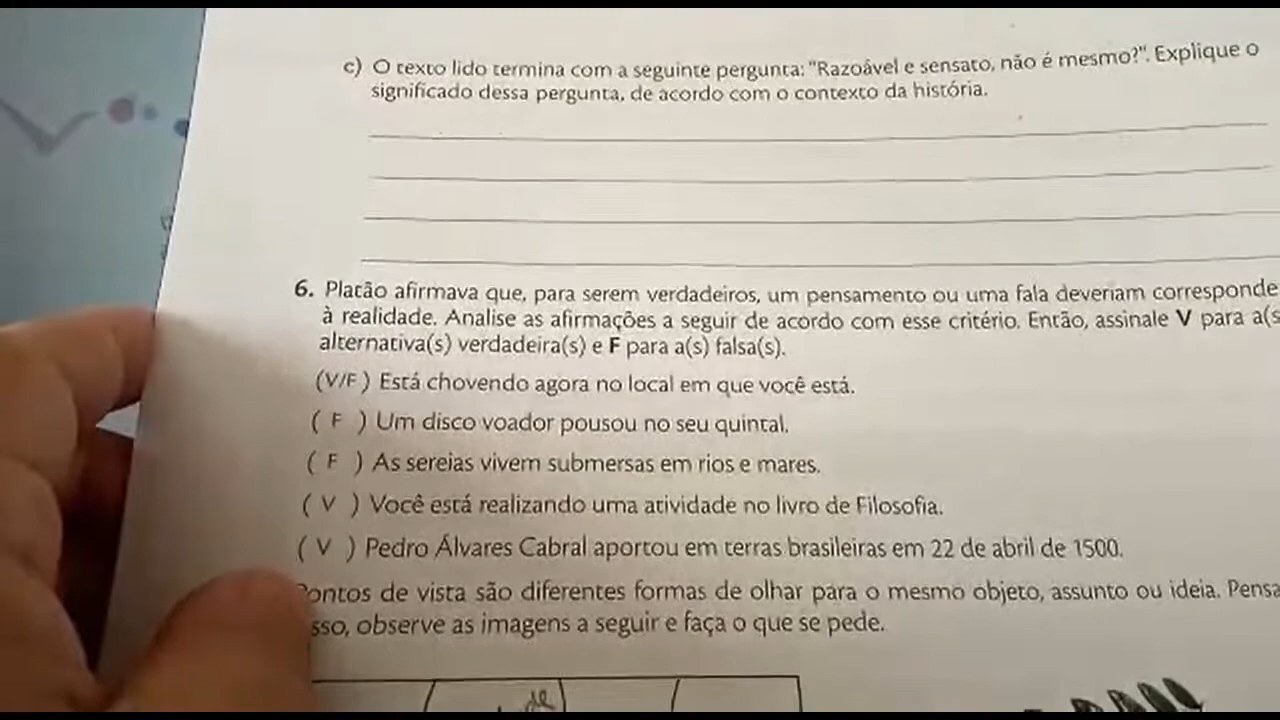 c) O texto lido termina com a seguinte pergunta: "Razoável e sensato, não é mesmo?". Explique o
significado dessa pergunta, de acordo com o contexto da história.
6. Platão afirmava que, para serem verdadeiros, um pensamento ou uma fala deveriam corresponde
à realidade. Analise as afirmações a seguir de acordo com esse critério. Então, assinale V para a(s
alternativa(s) verdadeira(s) e F para a(s) falsa(s).
(V/F) Está chovendo agora no local em que você está.
( F ) Um disco voador pousou no seu quintal.
( F ) As sereias vivem submersas em rios e mares.
( V ) Você está realizando uma atividade no livro de Filosofia.
( V ) Pedro Álvares Cabral aportou em terras brasileiras em 22 de abril de 1500.
Pontos de vista são diferentes formas de olhar para o mesmo objeto, assunto ou ideia. Pensa
sso, observe as imagens a seguir e faça o que se pede.
de